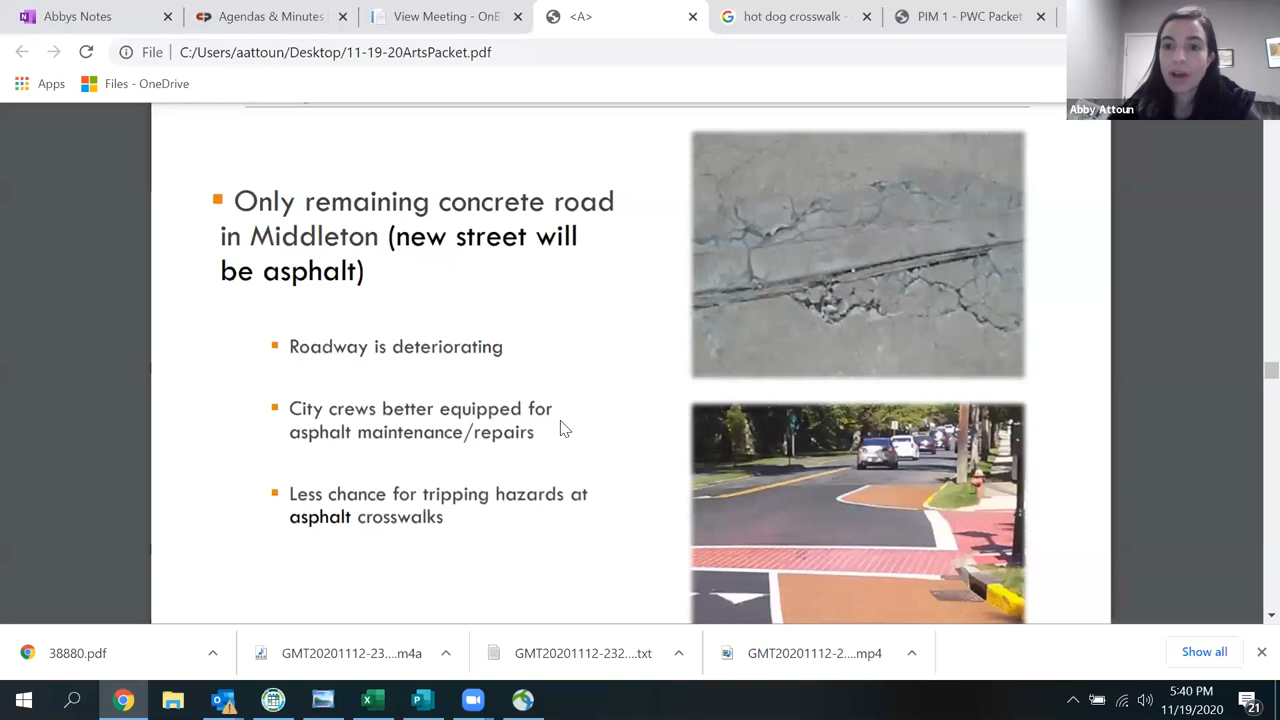 Abbys Notes
Agendas & Minutes
View Meeting - OnE
<A>
hot dog crosswalk -
PIM 1 - PWC Packet
File C:/Users/aattoun/Desktop/11-19-20ArtsPacket.pdf
Apps Files - OneDrive
Abby Attoun
Only remaining concrete road
in Middleton (new street will
be asphalt)
Roadway is deteriorating
City crews better equipped for
asphalt maintenance/repairs
Less chance for tripping hazards at
asphalt crosswalks
38880.pdf
GMT20201112-23....m4a
GMT20201112-232....txt
GMT20201112-2....mp4
Show all
5:40 PM
11/19/2020
21